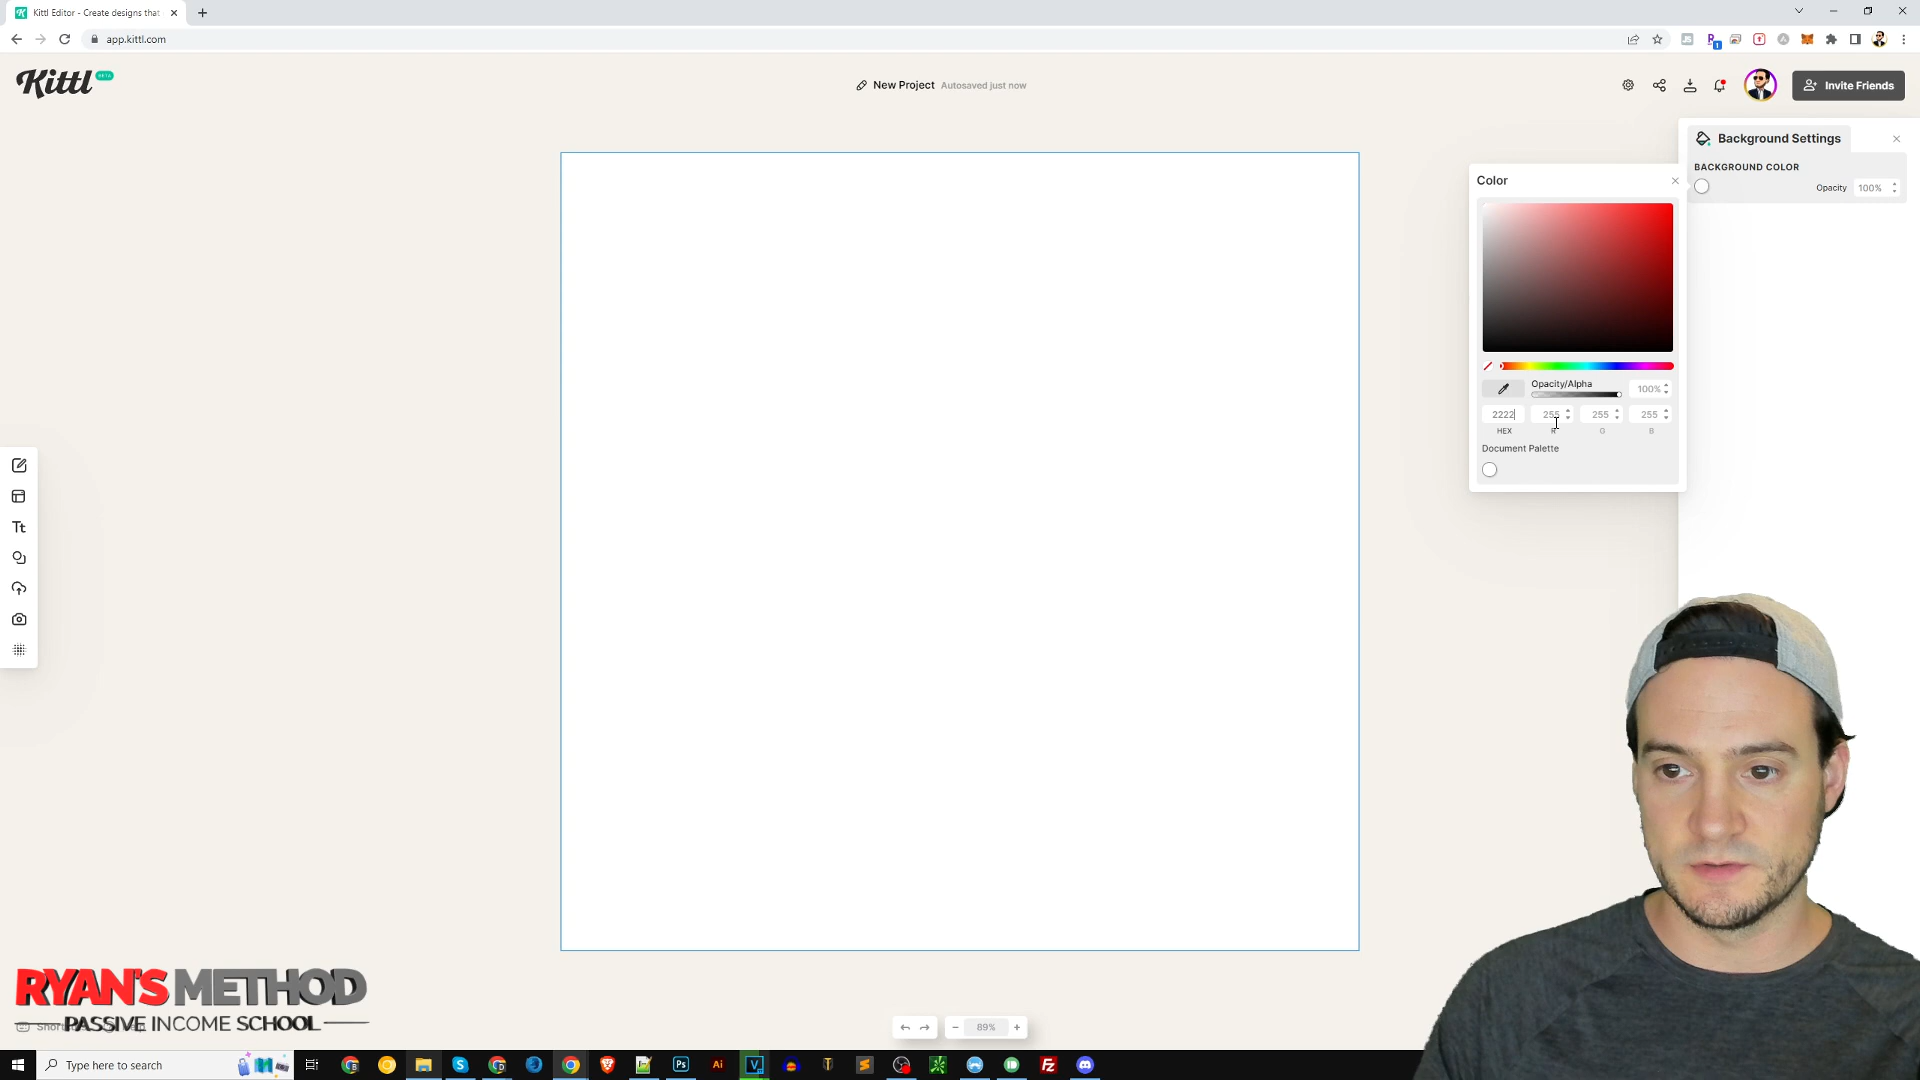 Kittl Editor - Create designs that
app.kittl.com
Kittl BETA
New Project Autosaved just now
Invite Friends
Background Settings
BACKGROUND COLOR
Opacity 100%
Color
Opacity/Alpha 100%
2222 255 255 255
HEX R G B
Document Palette
Tt
RYAN'S METHOD
PASSIVE INCOME SCHOOL
89%
Type here to search